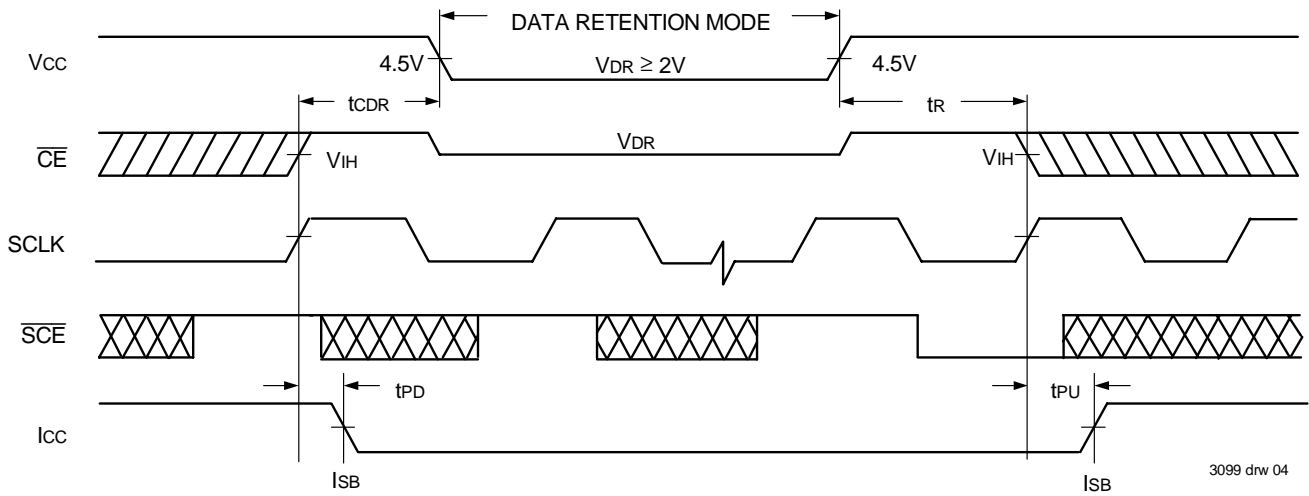 DATA RETENTION MODE
VCC
4.5V
VDR ≥ 2V
4.5V
tCDR
tR
CE
VIH
VDR
VIH
SCLK
SCE
tPD
tPU
ICC
ISB
ISB
3099 drw 04